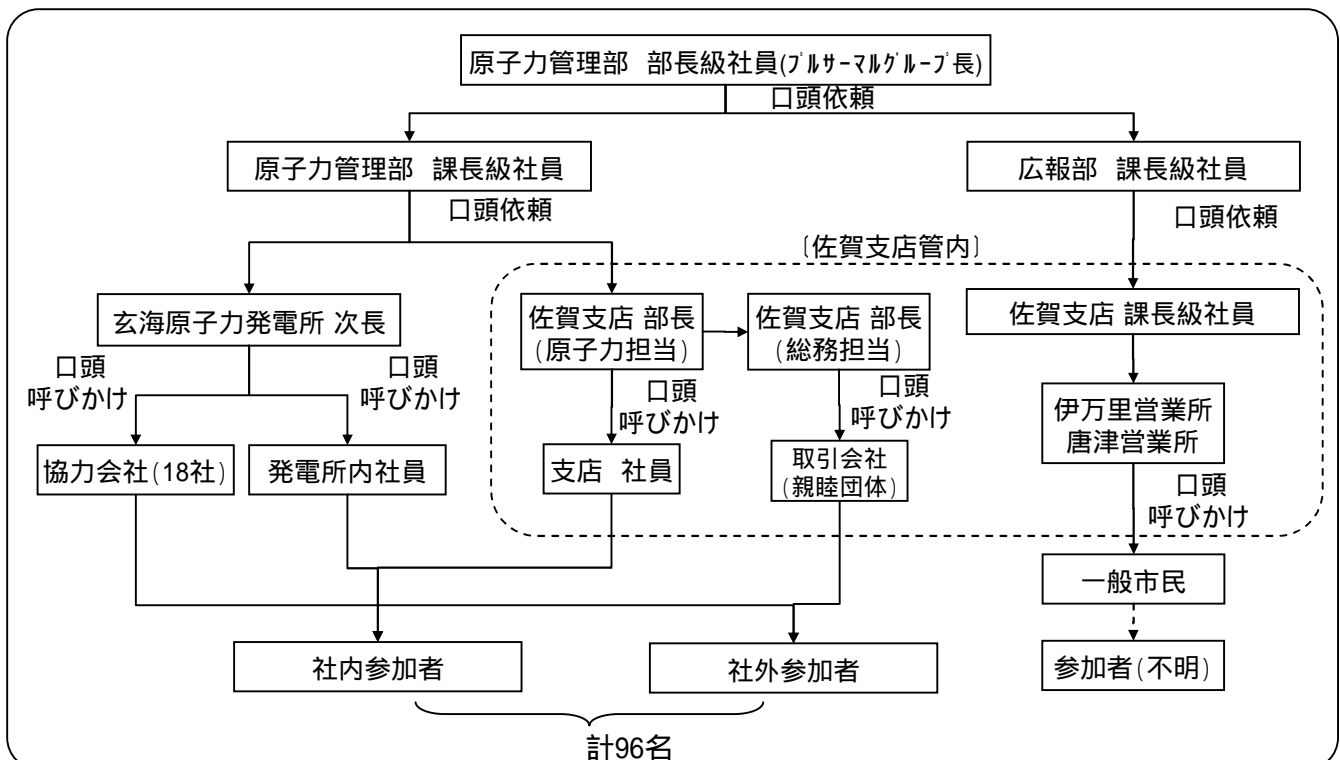 原子力管理部 部長級社員(ﾌﾟﾙｻｰﾏﾙｸﾞﾙｰﾌﾟ長)
口頭依頼
原子力管理部 課長級社員
広報部 課長級社員
口頭依頼
口頭依頼
〔佐賀支店管内〕
玄海原子力発電所 次長
佐賀支店 部長
(原子力担当)
佐賀支店 部長
(総務担当)
佐賀支店 課長級社員
口頭
呼びかけ
口頭
呼びかけ
口頭
呼びかけ
口頭
呼びかけ
伊万里営業所
唐津営業所
協力会社(18社)
発電所内社員
支店 社員
取引会社
(親睦団体)
口頭
呼びかけ
一般市民
社内参加者
社外参加者
参加者(不明)
計96名